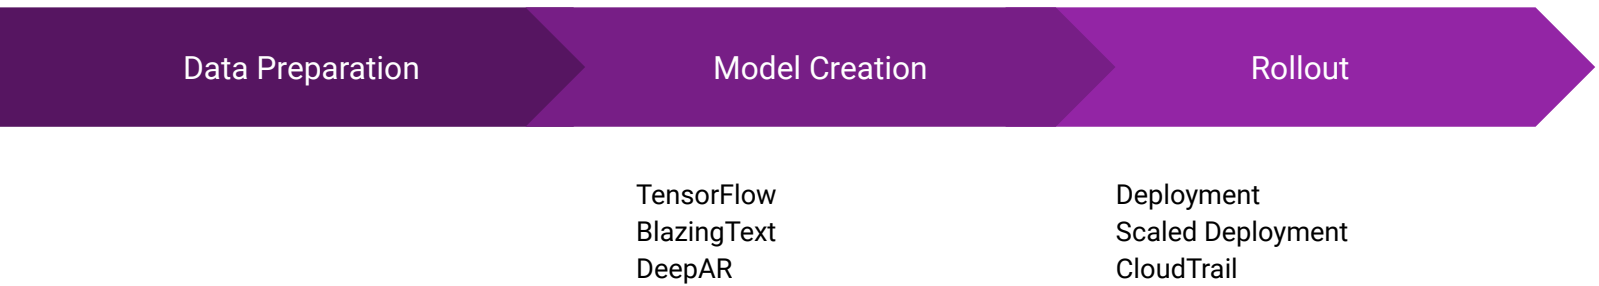 Data Preparation
Model Creation
Rollout
TensorFlow
BlazingText
DeepAR
Deployment
Scaled Deployment
CloudTrail